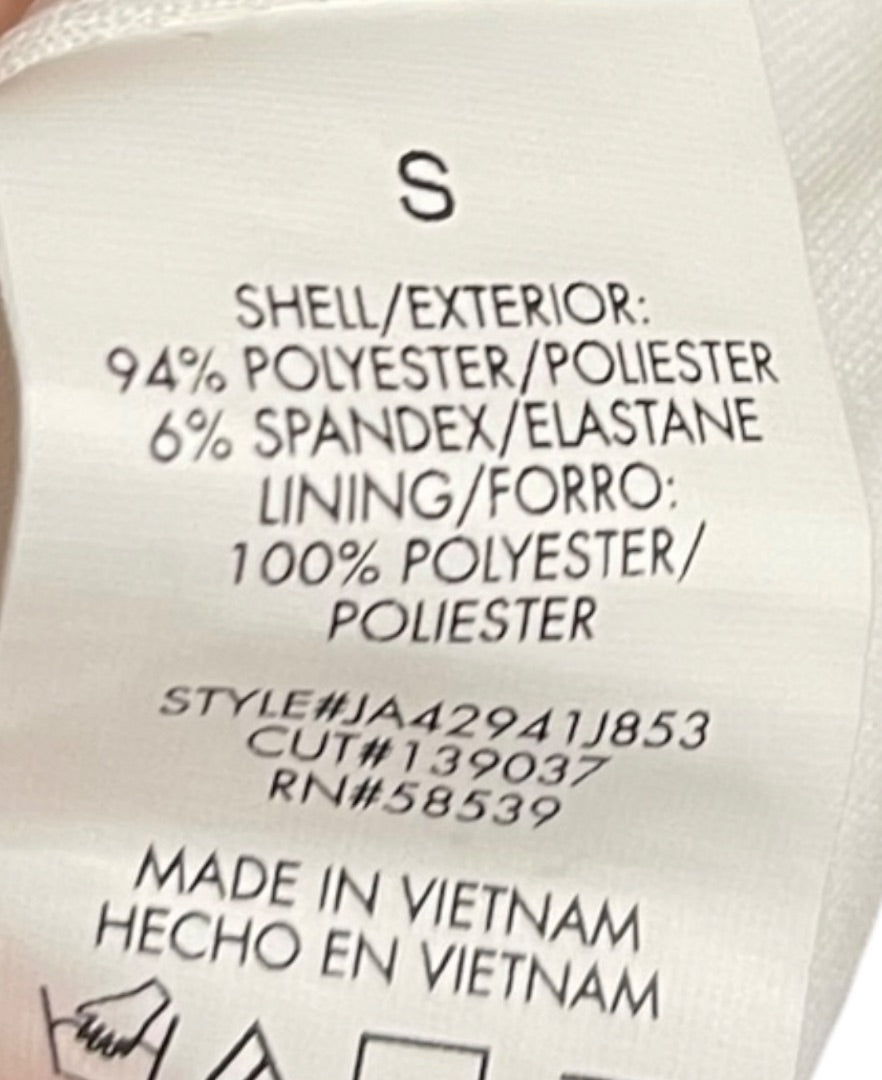 S
SHELL/EXTERIOR:
94% POLYESTER/POLIESTER
6% SPANDEX/ELASTANE
LINING/FORRO:
100% POLYESTER/
POLIESTER
STYLE#JA42941J853
CUT#139037
RN#58539
MADE IN VIETNAM
HECHO EN VIETNAM